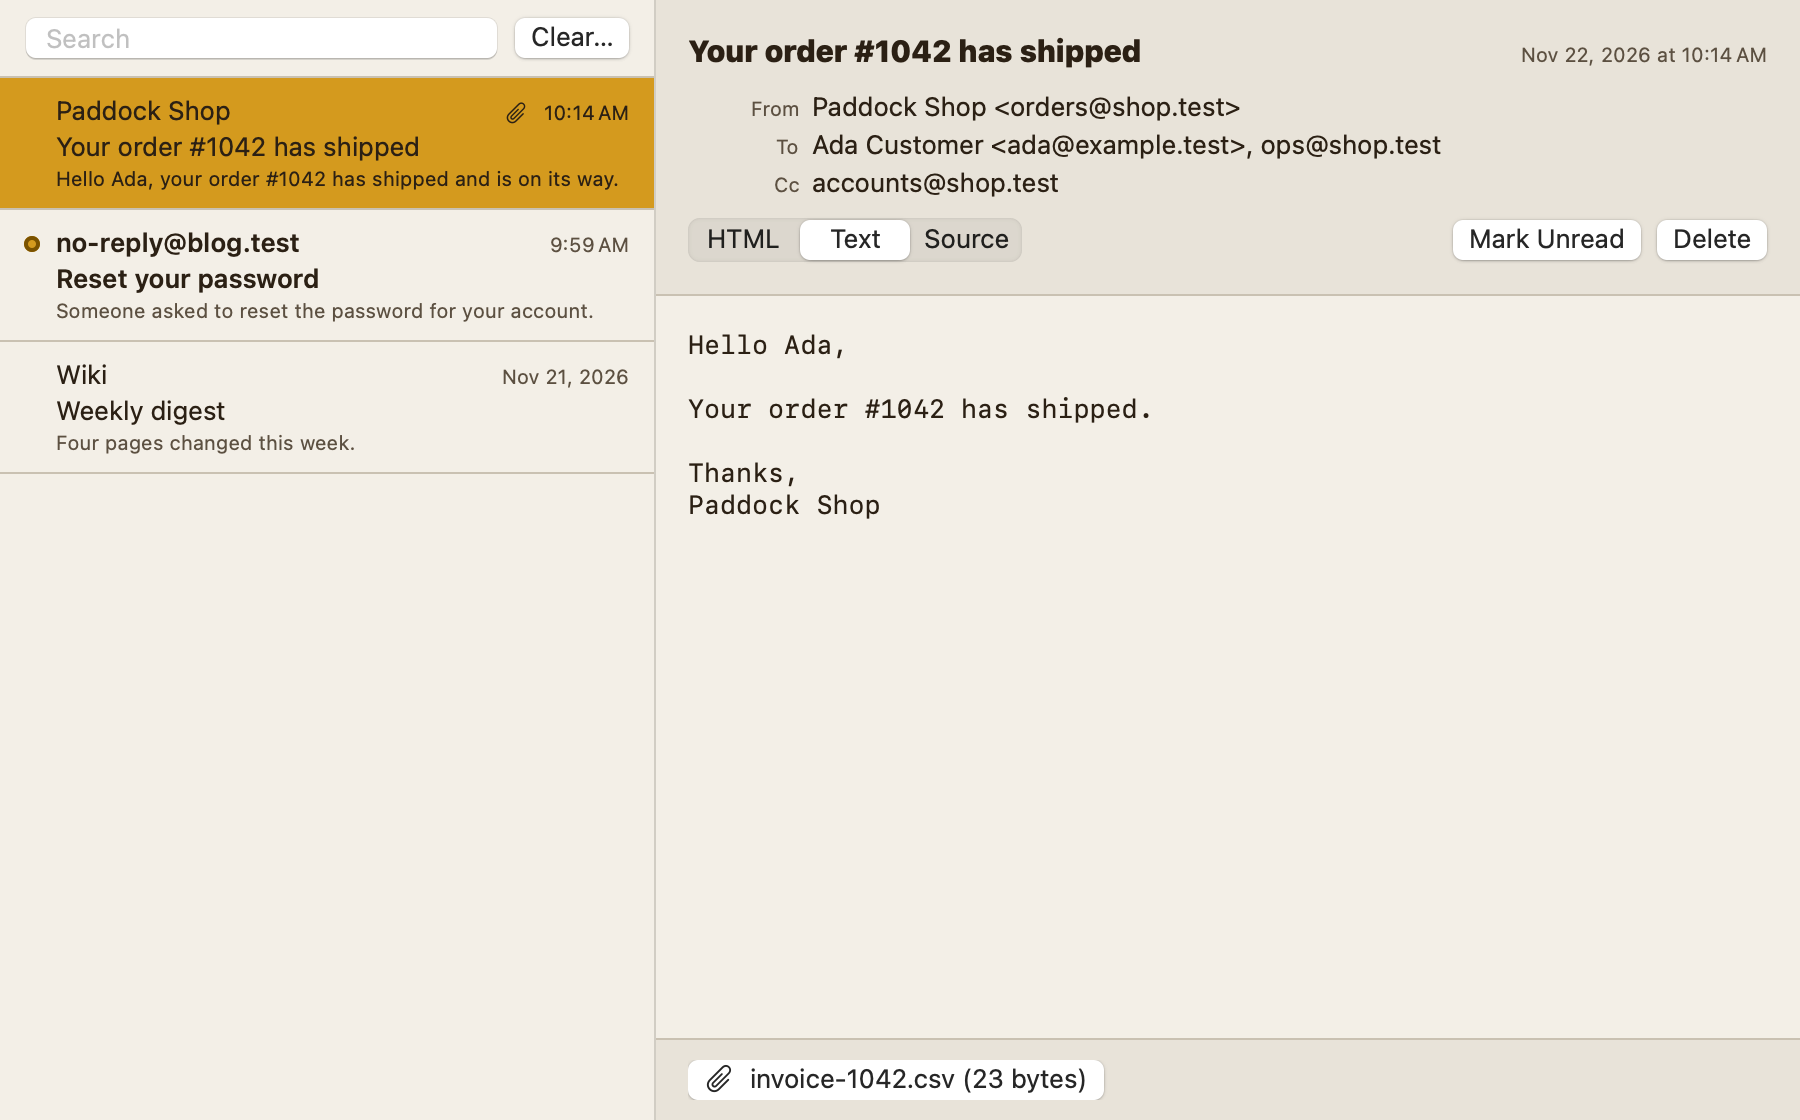 Search
Clear...
Paddock Shop 10:14 AM
Your order #1042 has shipped
Hello Ada, your order #1042 has shipped and is on its way.
no-reply@blog.test 9:59 AM
Reset your password
Someone asked to reset the password for your account.
Wiki Nov 21, 2026
Weekly digest
Four pages changed this week.
Your order #1042 has shipped Nov 22, 2026 at 10:14 AM
From Paddock Shop <orders@shop.test>
To Ada Customer <ada@example.test>, ops@shop.test
Cc accounts@shop.test
HTML Text Source Mark Unread Delete
Hello Ada,
Your order #1042 has shipped.
Thanks,
Paddock Shop
invoice-1042.csv (23 bytes)